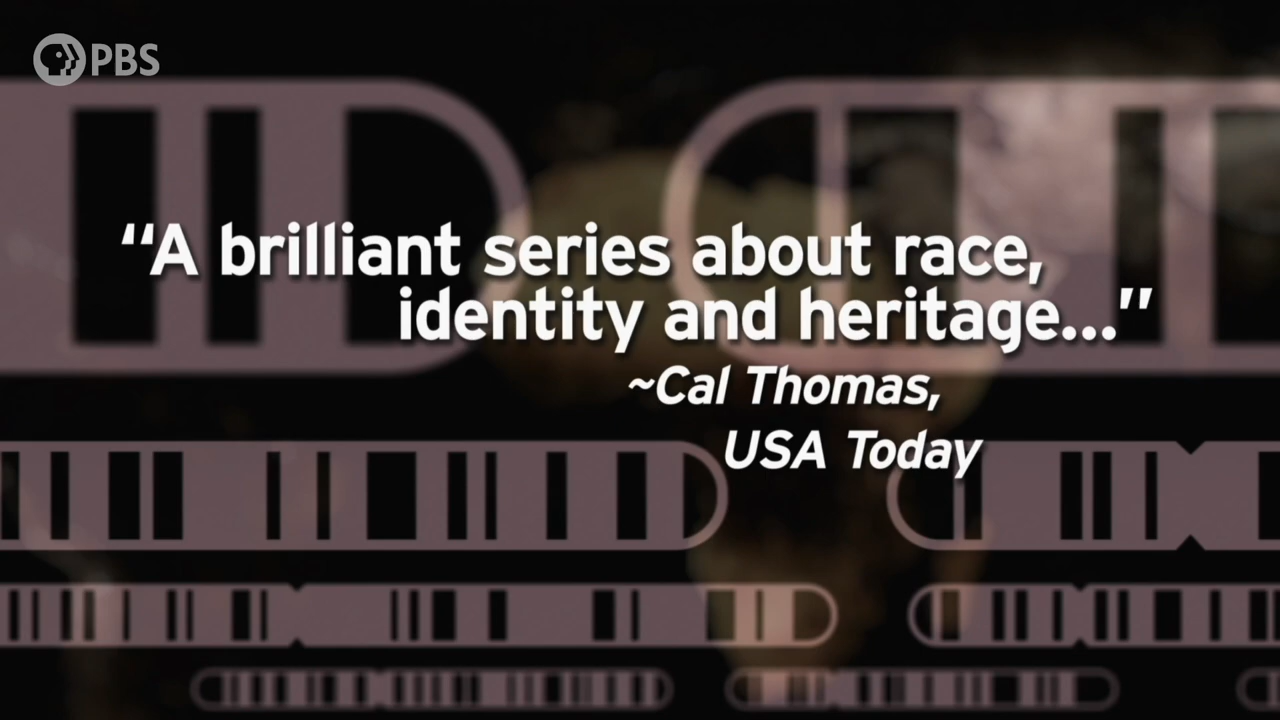 PBS
“A brilliant series about race,
identity and heritage...”
~Cal Thomas,
USA Today